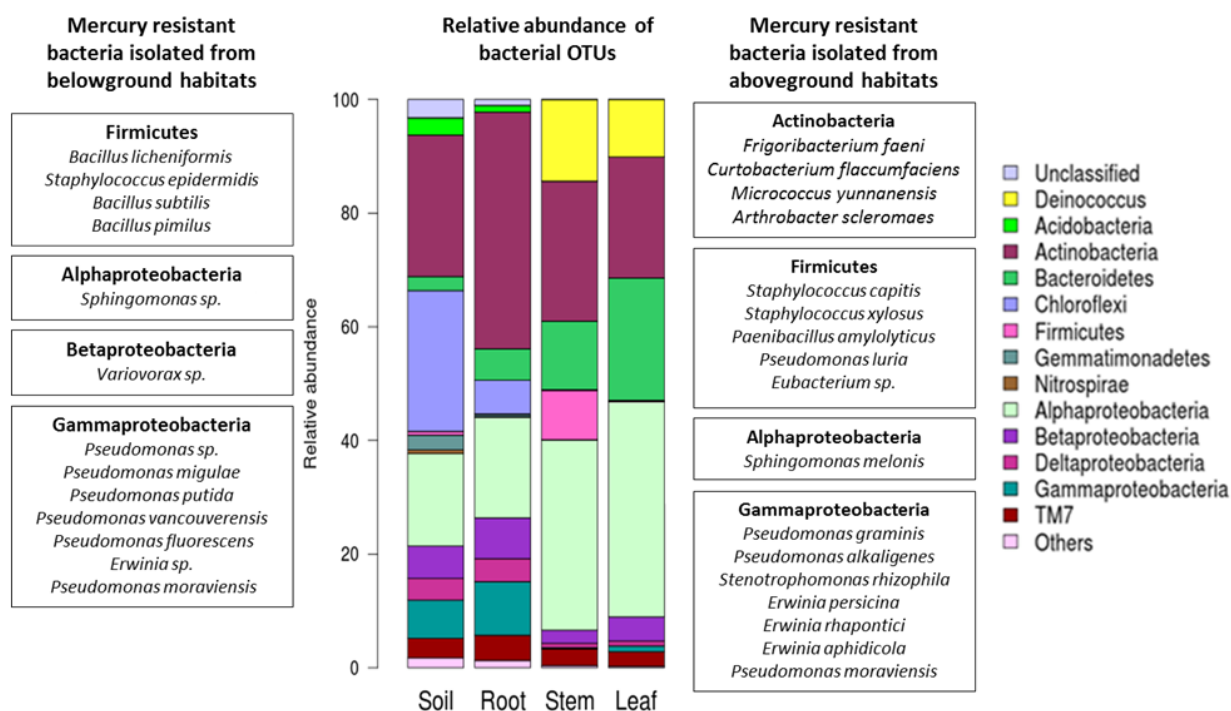 Mercury resistant
bacteria isolated from
belowground habitats
Firmicutes
Bacillus licheniformis
Staphylococcus epidermidis
Bacillus subtilis
Bacillus pimilus
Alphaproteobacteria
Sphingomonas sp.
Betaproteobacteria
Variovorax sp.
Gammaproteobacteria
Pseudomonas sp.
Pseudomonas migulae
Pseudomonas putida
Pseudomonas vancouverensis
Pseudomonas fluorescens
Erwinia sp.
Pseudomonas moraviensis
Relative abundance of
bacterial OTUs
Relative abundance
100
80
60
40
20
0
Soil Root Stem Leaf
Mercury resistant
bacteria isolated from
aboveground habitats
Actinobacteria
Frigoribacterium faeni
Curtobacterium flaccumfaciens
Micrococcus yunnanensis
Arthrobacter scleromaes
Firmicutes
Staphylococcus capitis
Staphylococcus xylosus
Paenibacillus amylolyticus
Pseudomonas luria
Eubacterium sp.
Alphaproteobacteria
Sphingomonas melonis
Gammaproteobacteria
Pseudomonas graminis
Pseudomonas alkaligenes
Stenotrophomonas rhizophila
Erwinia persicina
Erwinia rhapontici
Erwinia aphidicola
Pseudomonas moraviensis
Unclassified
Deinococcus
Acidobacteria
Actinobacteria
Bacteroidetes
Chloroflexi
Firmicutes
Gemmatimonadetes
Nitrospirae
Alphaproteobacteria
Betaproteobacteria
Deltaproteobacteria
Gammaproteobacteria
TM7
Others